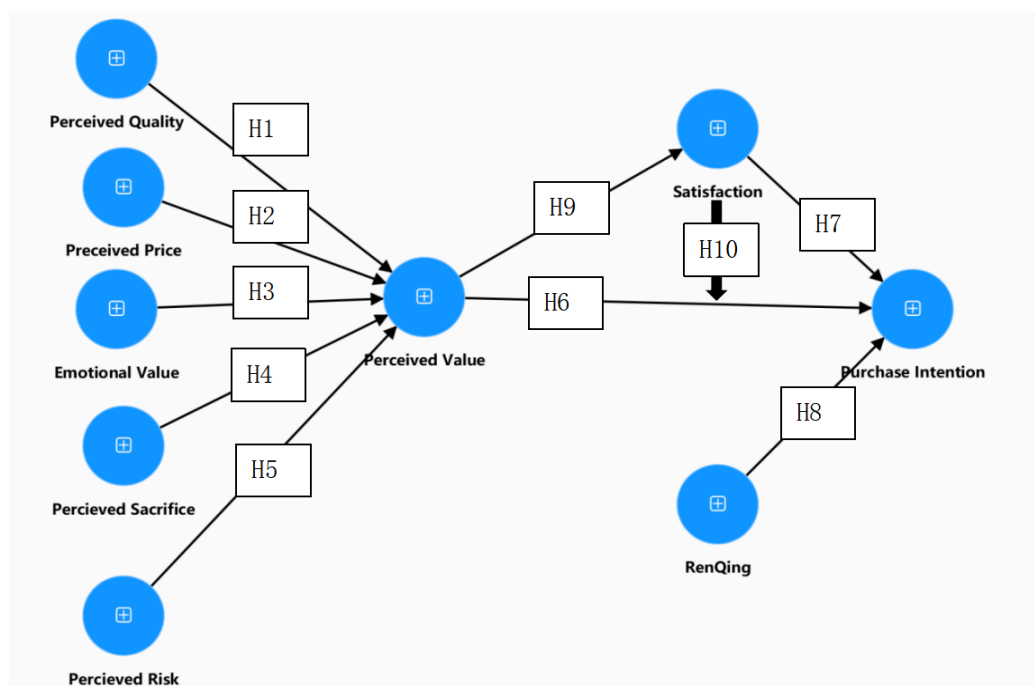 Perceived Quality
H1
Preceived Price
H2
Emotional Value
H3
Percieved Sacrifice
H4
Percieved Risk
H5
Perceived Value
H9
Satisfaction
H10
H7
H6
Purchase Intention
H8
RenQing